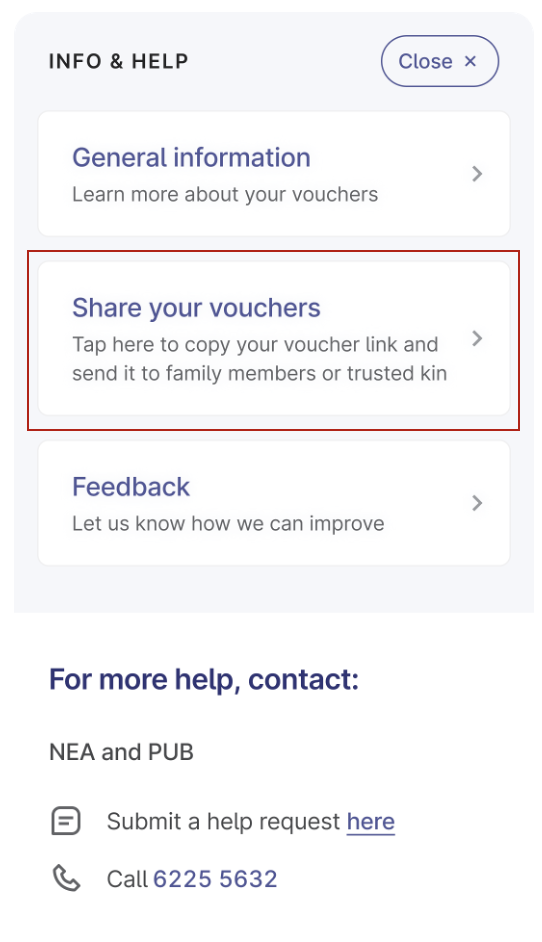 INFO & HELP
Close ×
General information
Learn more about your vouchers
Share your vouchers
Tap here to copy your voucher link and
send it to family members or trusted kin
Feedback
Let us know how we can improve
For more help, contact:
NEA and PUB
Submit a help request here
Call 6225 5632